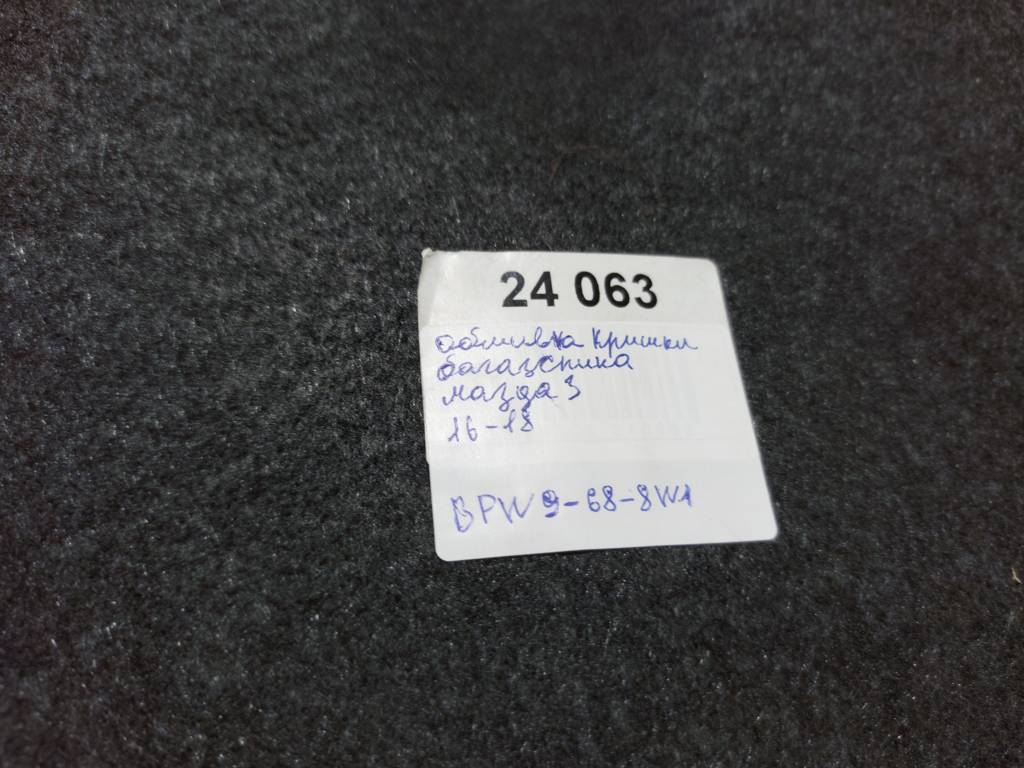 24 063
обшивка кришки
багажника
мазда 3
16-18
BPW9-68-8W1